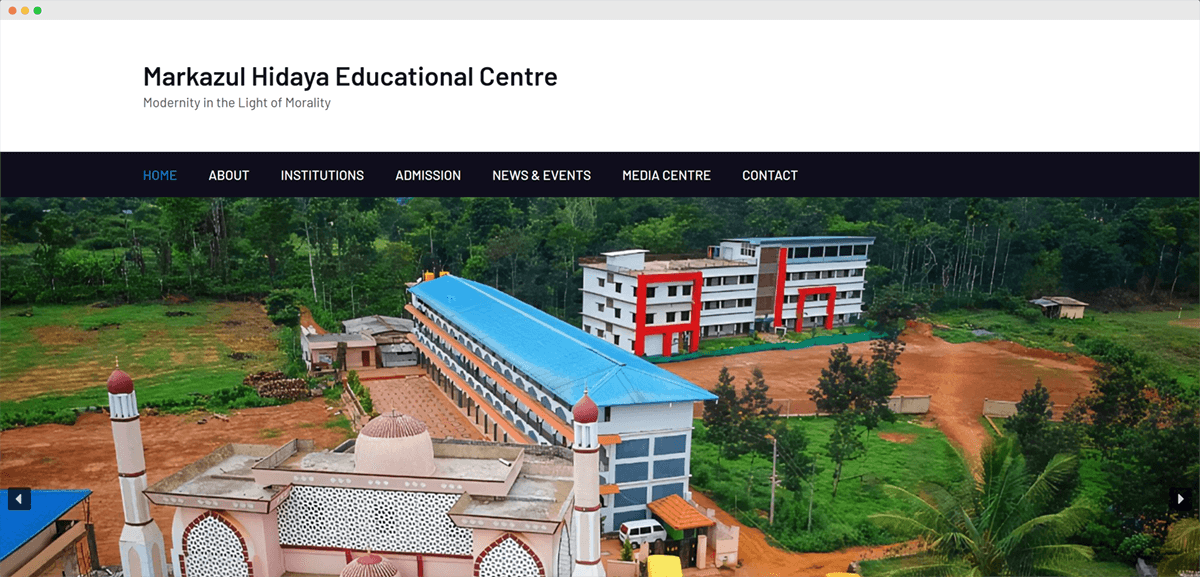 Markazul Hidaya Educational Centre
Modernity in the Light of Morality
HOME ABOUT INSTITUTIONS ADMISSION NEWS & EVENTS MEDIA CENTRE CONTACT